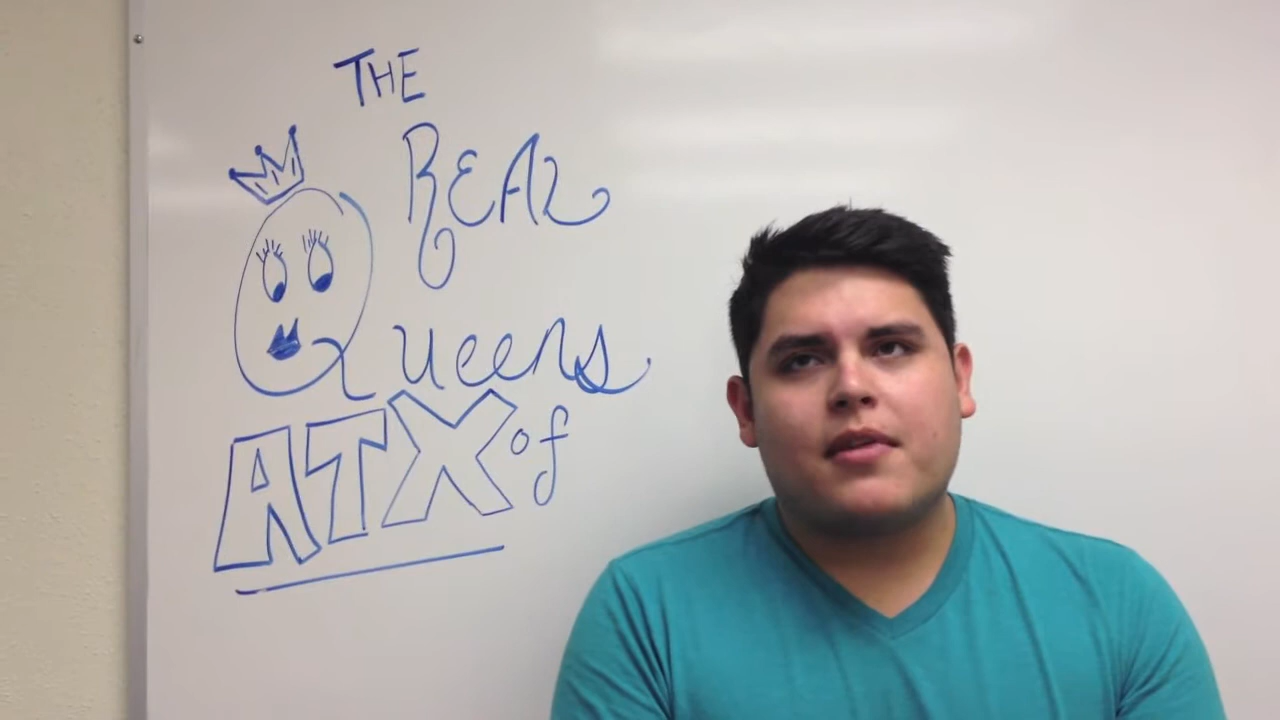 THE
REAL
Queens
ATX of